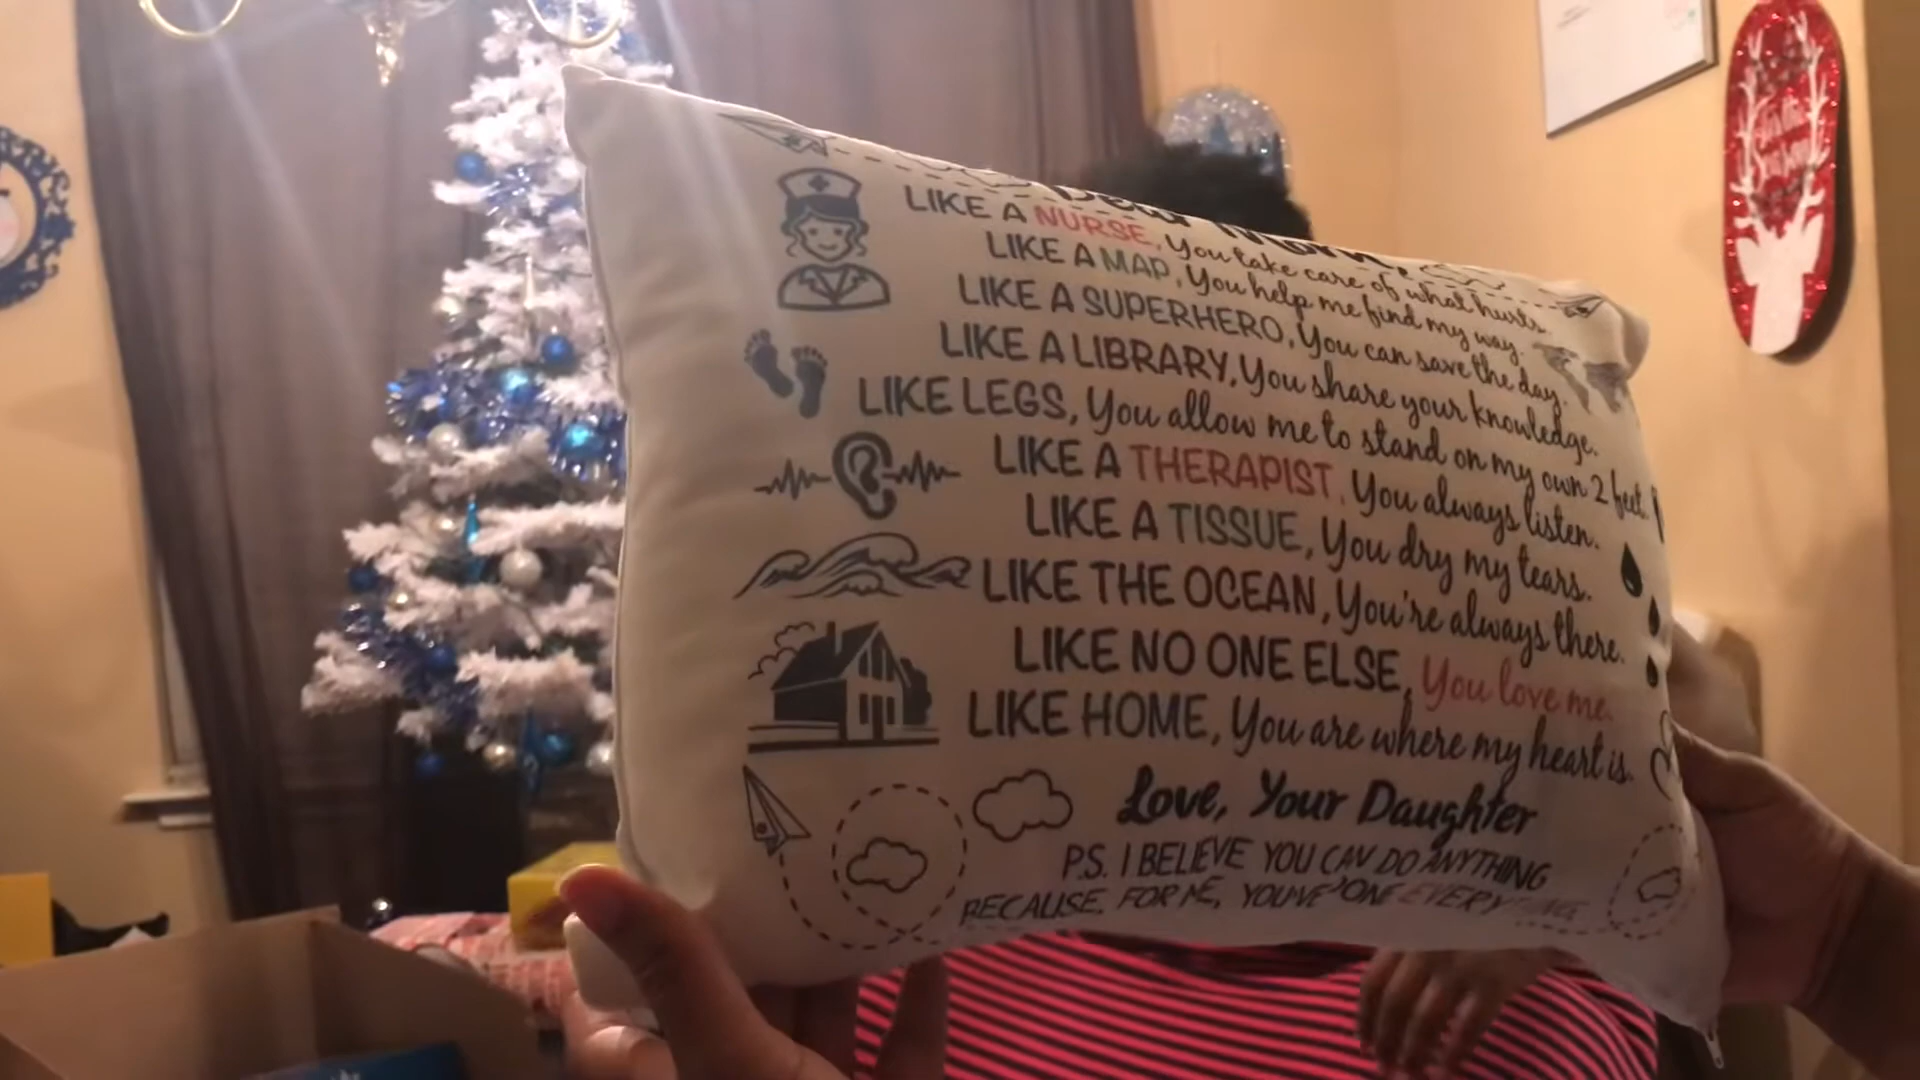 Dear Mom,
LIKE A NURSE, You take care of what hurts.
LIKE A MAP, You help me find my way.
LIKE A SUPERHERO, You can save the day.
LIKE A LIBRARY, You share your knowledge.
LIKE LEGS, You allow me to stand on my own 2 feet.
LIKE A THERAPIST, You always listen.
LIKE A TISSUE, You dry my tears.
LIKE THE OCEAN, You're always there.
LIKE NO ONE ELSE, You love me.
LIKE HOME, You are where my heart is.
Love, Your Daughter
P.S. I BELIEVE YOU CAN DO ANYTHING
BECAUSE, FOR ME, YOU'VE DONE EVERYTHING